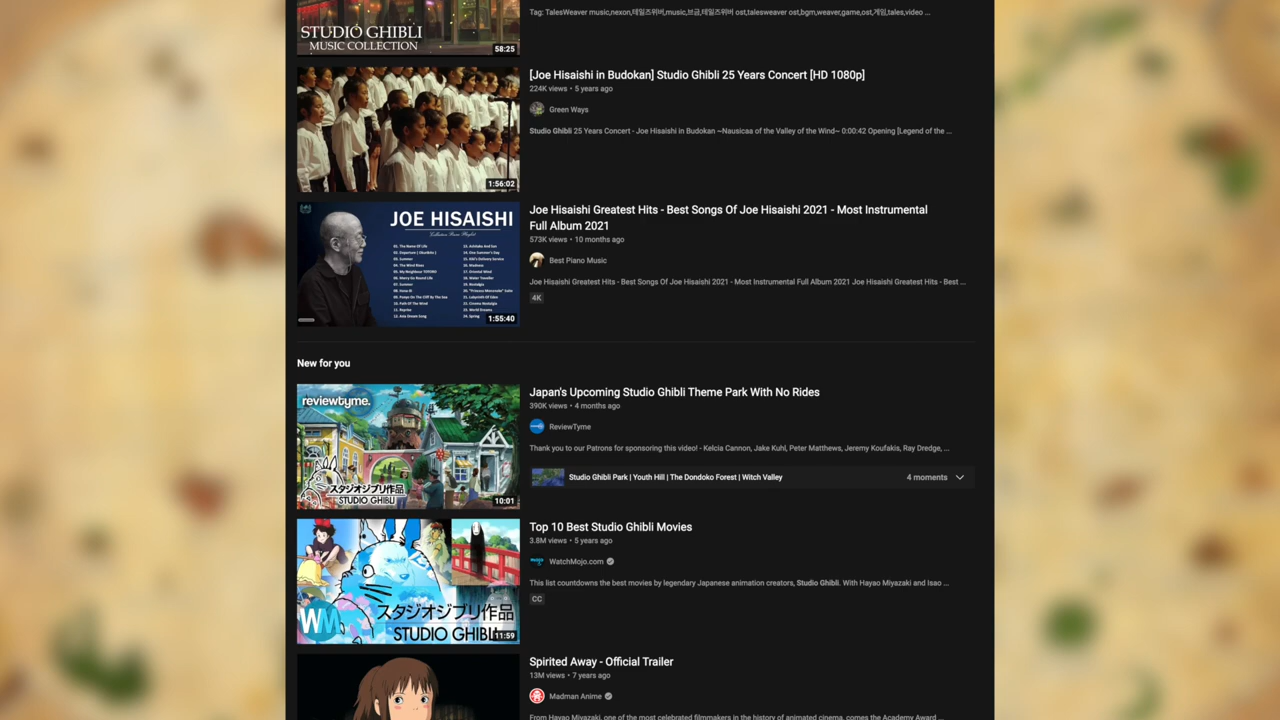 STUDIO GHIBLI
MUSIC COLLECTION
58:25
Tag: TalesWeaver music,nexon,테일즈위버,music,브금,테일즈위버 ost,talesweaver ost,bgm,weaver,game,ost,게임,tales,video ...
1:56:02
[Joe Hisaishi in Budokan] Studio Ghibli 25 Years Concert [HD 1080p]
224K views • 5 years ago
Green Ways
Studio Ghibli 25 Years Concert - Joe Hisaishi in Budokan ~Nausicaa of the Valley of the Wind~ 0:00:42 Opening [Legend of the ...
JOE HISAISHI
1:55:40
Joe Hisaishi Greatest Hits - Best Songs Of Joe Hisaishi 2021 - Most Instrumental
Full Album 2021
573K views • 10 months ago
Best Piano Music
Joe Hisaishi Greatest Hits - Best Songs Of Joe Hisaishi 2021 - Most Instrumental Full Album 2021 Joe Hisaishi Greatest Hits - Best ...
4K
New for you
reviewtyme.
スタジオジブリ作品
STUDIO GHIBLI
10:01
Japan's Upcoming Studio Ghibli Theme Park With No Rides
390K views • 4 months ago
ReviewTyme
Thank you to our Patrons for sponsoring this video! - Kelcia Cannon, Jake Kuhl, Peter Matthews, Jeremy Koufakis, Ray Dredge, ...
Studio Ghibli Park | Youth Hill | The Dondoko Forest | Witch Valley
4 moments
WM
スタジオジブリ作品
STUDIO GHIBLI
11:59
Top 10 Best Studio Ghibli Movies
3.8M views • 5 years ago
WatchMojo.com
This list countdowns the best movies by legendary Japanese animation creators, Studio Ghibli. With Hayao Miyazaki and Isao ...
CC
Spirited Away - Official Trailer
13M views • 7 years ago
Madman Anime
From Hayao Miyazaki, one of the most celebrated filmmakers in the history of animated cinema, comes the Academy Award ...